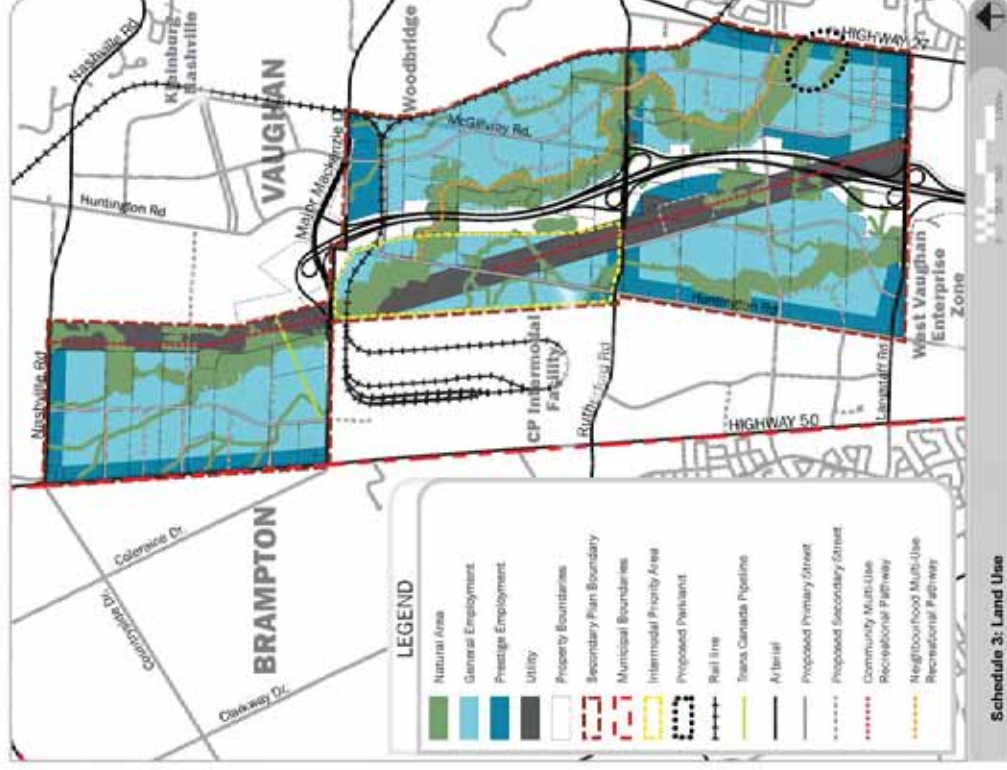 Nashville Rd
Kleinburg /
Nashville
VAUGHAN
Huntington Rd
Major Mackenzie Dr
Woodbridge
McGillvray Rd.
HIGHWAY 27
Nashville Rd
Huntington Rd
CP Intermodal
Facility
Rutherford Rd
Langstaff Rd
West Vaughan
Enterprise
Zone
HIGHWAY 50
BRAMPTON
Coleraine Dr.
Countryside Dr.
Clarkway Dr.
LEGEND
Natural Area
General Employment
Prestige Employment
Utility
Property Boundaries
Secondary Plan Boundary
Municipal Boundaries
Intermodal Priority Area
Proposed Parkland
Rail line
Trans Canada Pipeline
Arterial
Proposed Primary Street
Proposed Secondary Street
Community Multi-Use
Recreational Pathway
Neighbourhood Multi-Use
Recreational Pathway
Schedule 3: Land Use